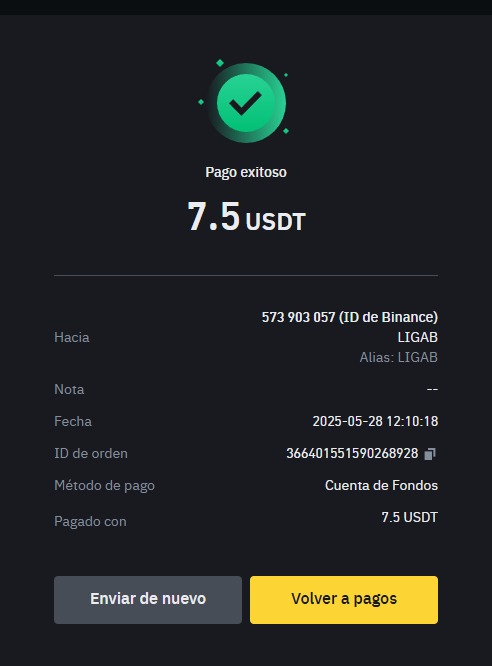 Pago exitoso
7.5 USDT
573 903 057 (ID de Binance)
Hacia LIGAB
Alias: LIGAB
Nota --
Fecha 2025-05-28 12:10:18
ID de orden 366401551590268928
Método de pago Cuenta de Fondos
Pagado con 7.5 USDT
Enviar de nuevo Volver a pagos